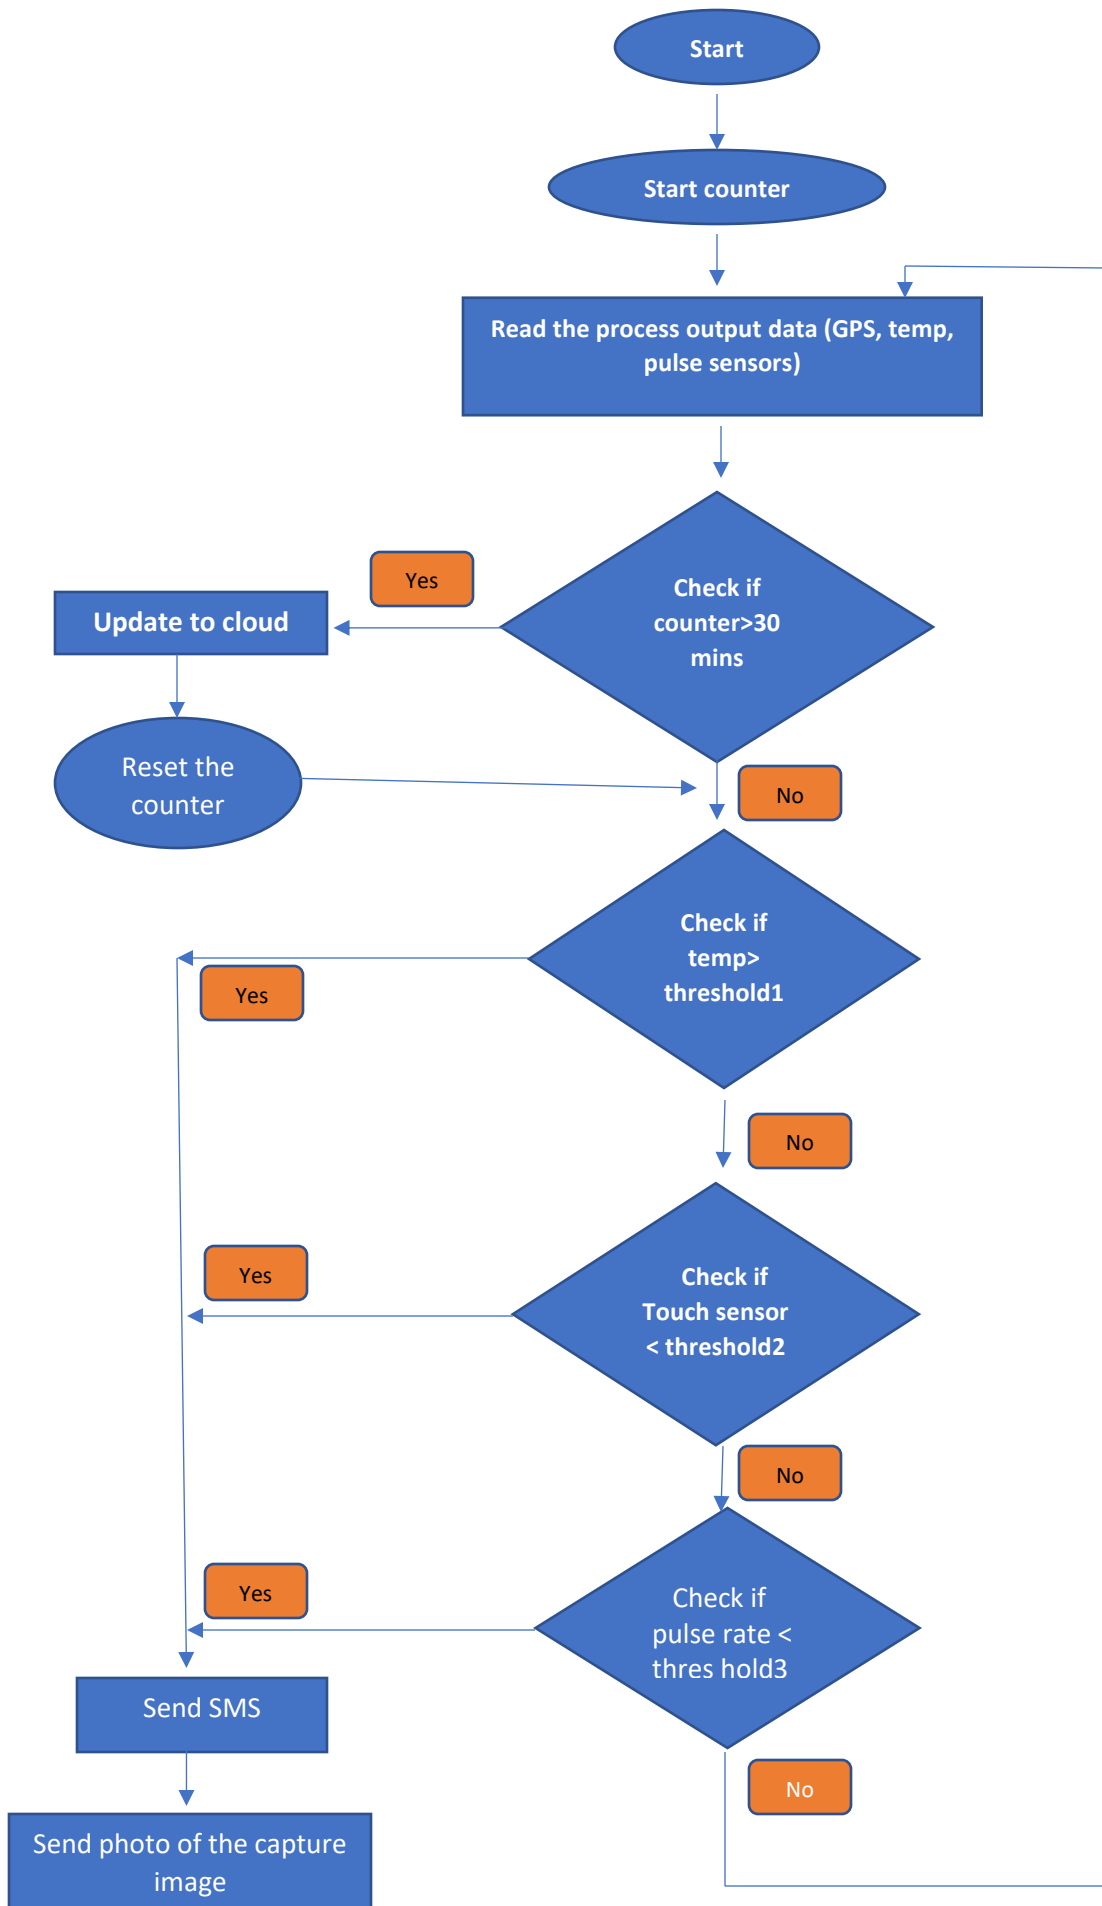 Start
Start counter
Read the process output data (GPS, temp,
pulse sensors)
Yes
Check if
counter>30
mins
Update to cloud
Reset the
counter
No
Check if
temp>
threshold1
Yes
No
Yes
Check if
Touch sensor
< threshold2
No
Yes
Check if
pulse rate <
thres hold3
Send SMS
No
Send photo of the capture
image